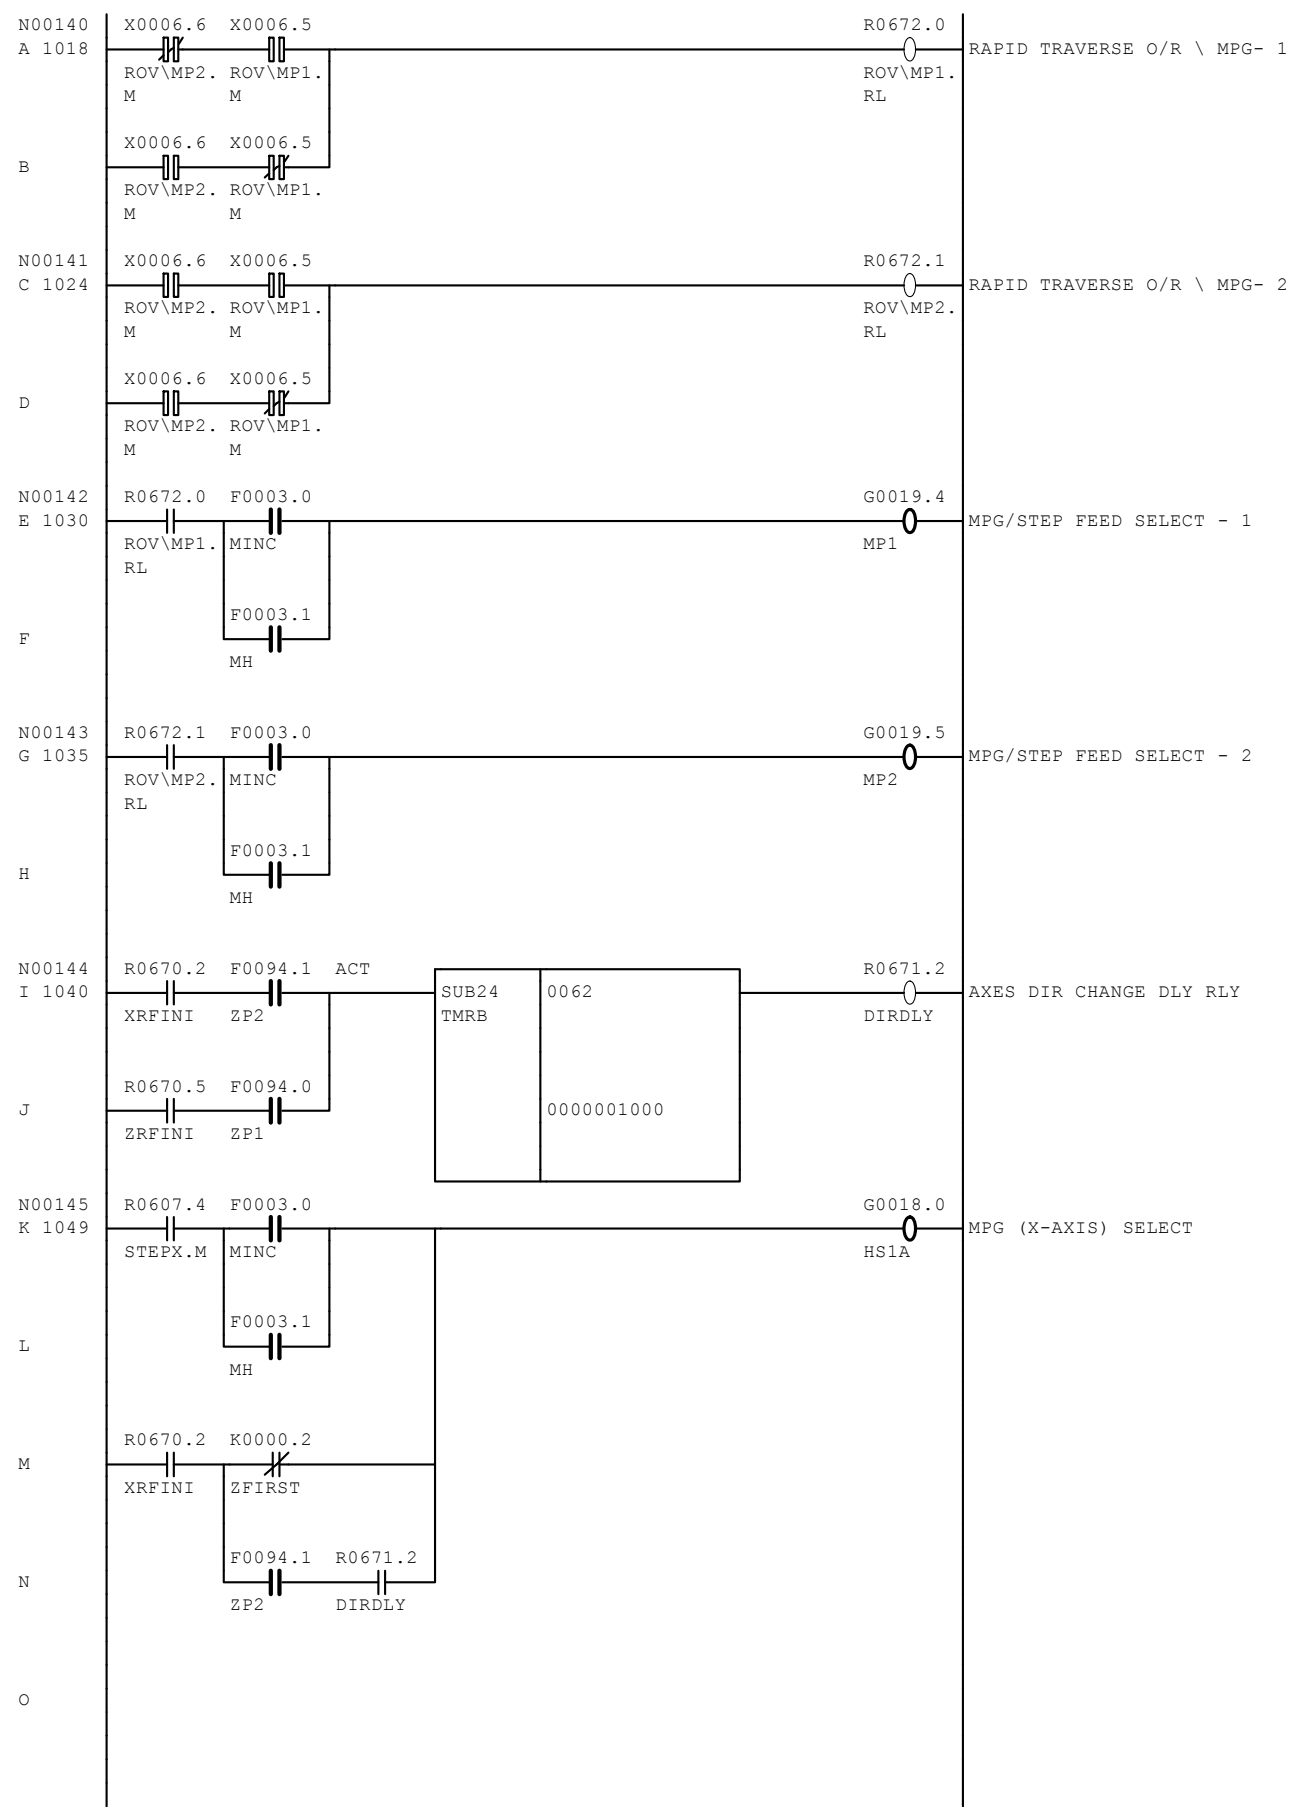 N00140 X0006.6 X0006.5 R0672.0
A 1018 RAPID TRAVERSE O/R \ MPG- 1
ROV\MP2. ROV\MP1. ROV\MP1.
M M RL
X0006.6 X0006.5
B
ROV\MP2. ROV\MP1.
M M
N00141 X0006.6 X0006.5 R0672.1
C 1024 RAPID TRAVERSE O/R \ MPG- 2
ROV\MP2. ROV\MP1. ROV\MP2.
M M RL
X0006.6 X0006.5
D
ROV\MP2. ROV\MP1.
M M
N00142 R0672.0 F0003.0 G0019.4
E 1030 MPG/STEP FEED SELECT - 1
ROV\MP1. MINC MP1
RL
F0003.1
F
MH
N00143 R0672.1 F0003.0 G0019.5
G 1035 MPG/STEP FEED SELECT - 2
ROV\MP2. MINC MP2
RL
F0003.1
H
MH
N00144 R0670.2 F0094.1 ACT R0671.2
I 1040 SUB24 0062 AXES DIR CHANGE DLY RLY
XRFINI ZP2 TMRB DIRDLY
R0670.5 F0094.0
J 0000001000
ZRFINI ZP1
N00145 R0607.4 F0003.0 G0018.0
K 1049 MPG (X-AXIS) SELECT
STEPX.M MINC HS1A
F0003.1
L
MH
R0670.2 K0000.2
M
XRFINI ZFIRST
F0094.1 R0671.2
N
ZP2 DIRDLY
O